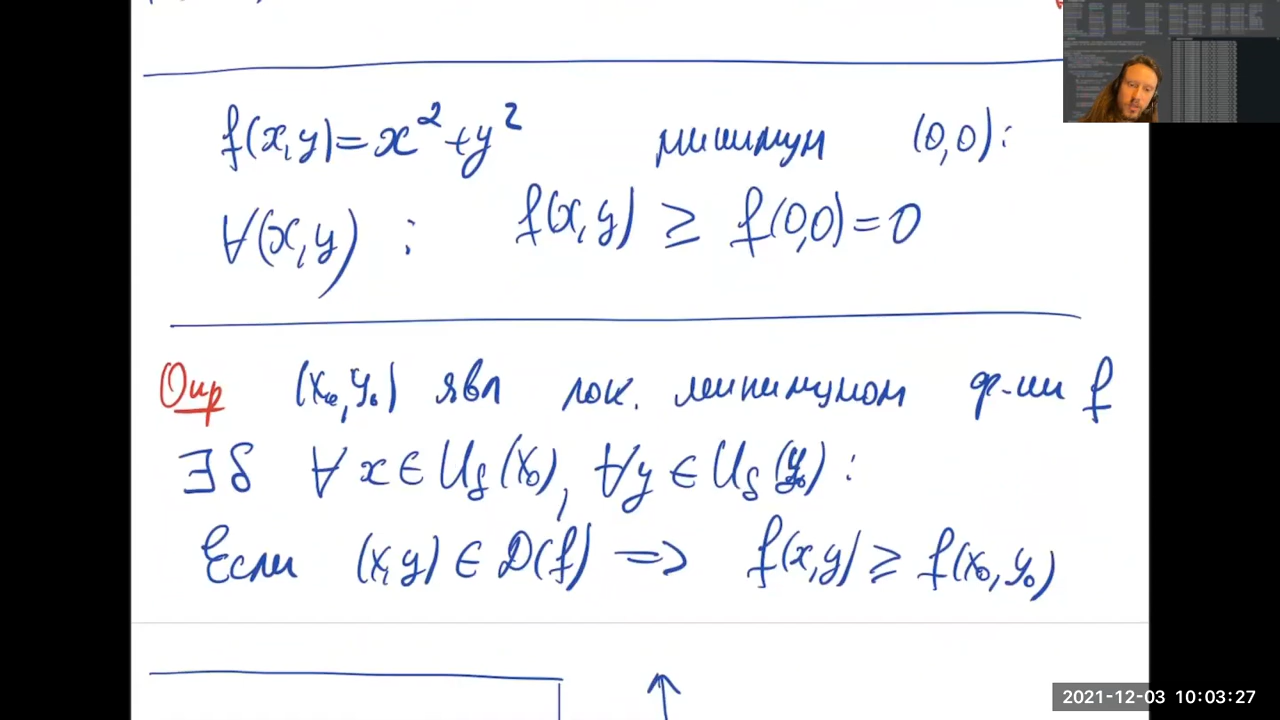 f(x,y)=x²+y² минимум (0,0):
∀(x,y) : f(x,y) ≥ f(0,0)=0
Опр (x₀,y₀) явл лок. минимумом ф-ии f
∃δ ∀x∈U_δ(x₀), ∀y∈U_δ(y₀):
Если (x,y)∈D(f) => f(x,y) ≥ f(x₀,y₀)
2021-12-03 10:03:27